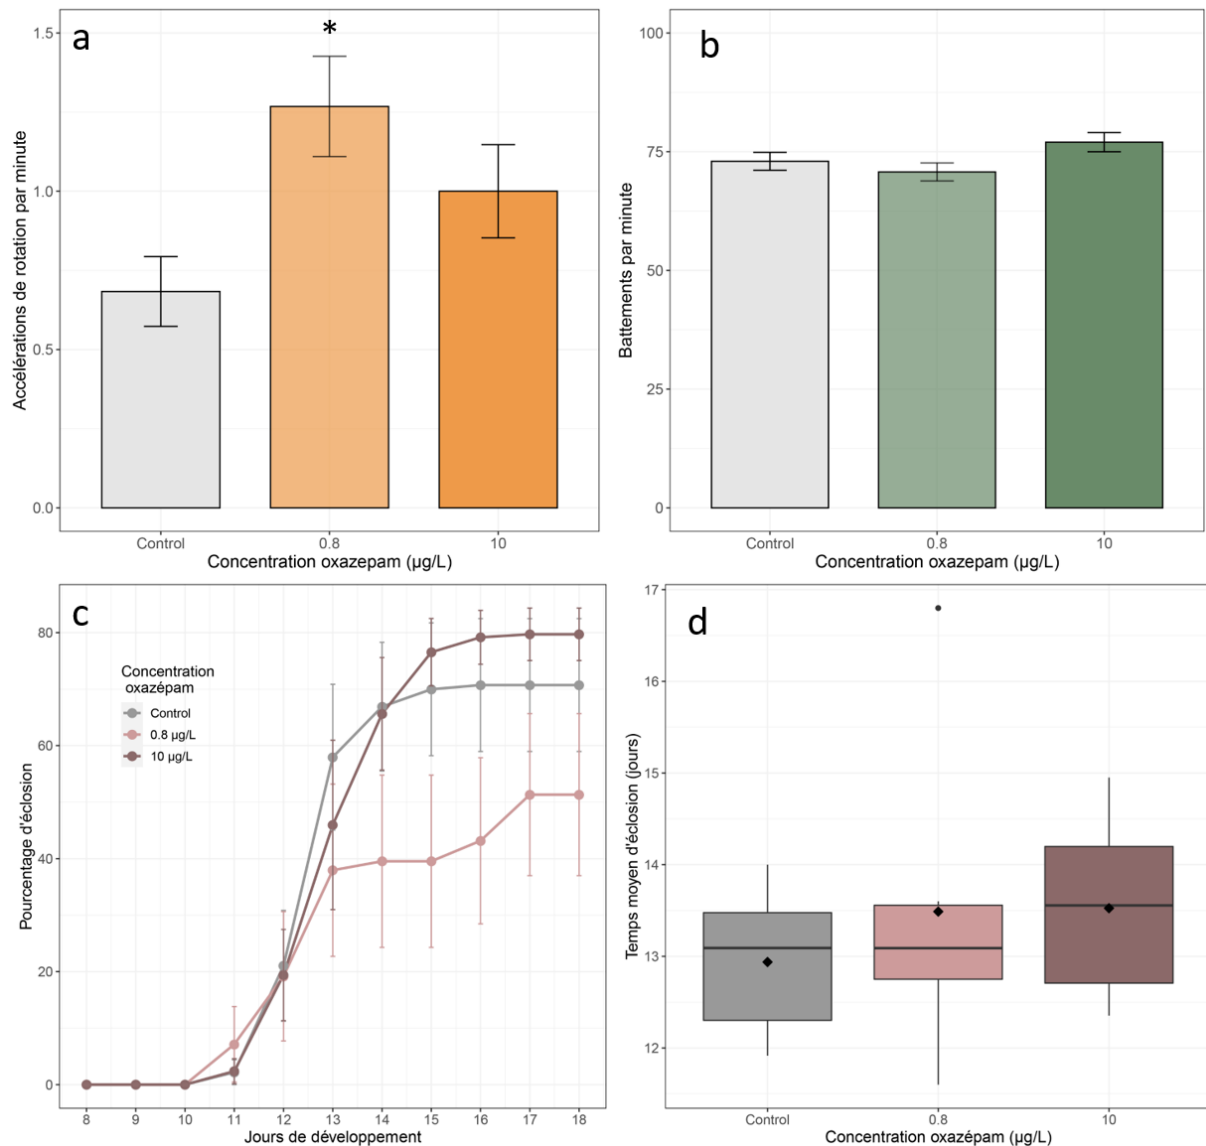 a
*
Accélérations de rotation par minute
1.5
1.0
0.5
0.0
Control
0.8
10
Concentration oxazepam (µg/L)
b
Battements par minute
100
75
50
25
0
Control
0.8
10
Concentration oxazepam (µg/L)
c
Concentration
oxazépam
Control
0.8 µg/L
10 µg/L
Pourcentage d'éclosion
80
60
40
20
0
8
9
10
11
12
13
14
15
16
17
18
Jours de développement
d
Temps moyen d'éclosion (jours)
17
16
15
14
13
12
Control
0.8
10
Concentration oxazépam (µg/L)